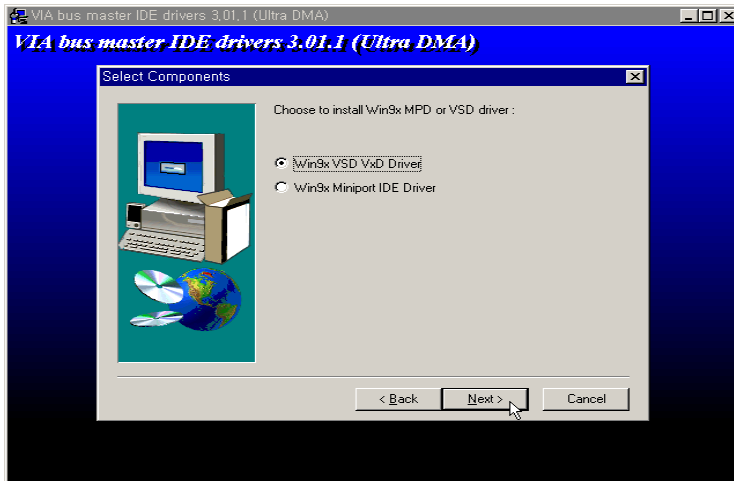 VIA bus master IDE drivers 3,01,1 (Ultra DMA)
VIA bus master IDE drivers 3.01.1 (Ultra DMA)
Select Components
Choose to install Win9x MPD or VSD driver :
Win9x VSD VxD Driver
Win9x Miniport IDE Driver
< Back
Next >
Cancel